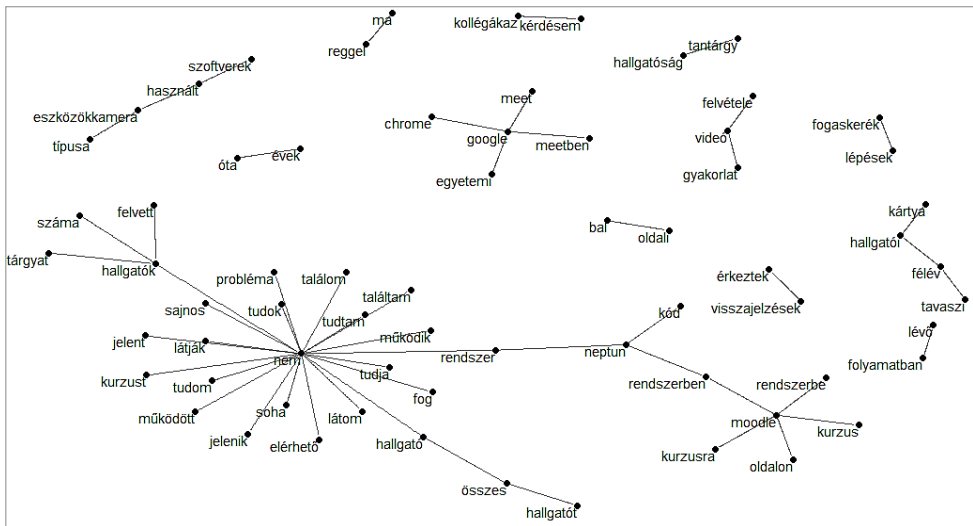 ma
kollégákaz
kérdésem
reggel
tantárgy
hallgatóság
szoftverek
használt
meet
felvétele
eszközökkamera
chrome
fogaskerék
google
videó
meetben
típusa
évek
lépések
óta
egyetemi
gyakorlat
felvett
kártya
száma
bal
oldali
hallgatói
tárgyat
hallgatók
probléma
találom
érkeztek
félév
találtam
sajnos
tudok
tudtam
kód
visszajelzések
tavaszi
működik
lévő
jelent
látják
nem
rendszer
neptun
folyamatban
kurzust
tudom
tudja
rendszerben
rendszerbe
fog
működött
soha
látom
moodle
kurzus
jelenik
elérhető
hallgató
kurzusra
oldalon
összes
hallgatót